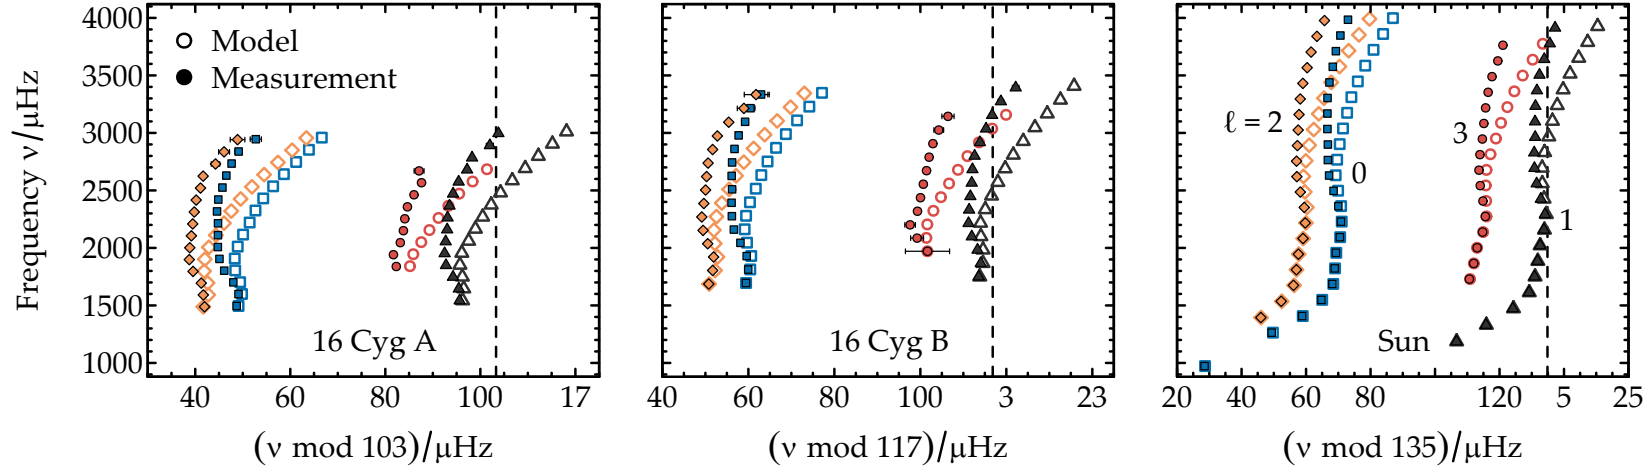 Frequency ν/μHz
4000
3500
3000
2500
2000
1500
1000
Model
Measurement
16 Cyg A
40 60 80 100 17
(ν mod 103)/μHz
16 Cyg B
40 60 80 100 3 23
(ν mod 117)/μHz
ℓ = 2
0
3
1
Sun
20 40 60 80 120 5 25
(ν mod 135)/μHz